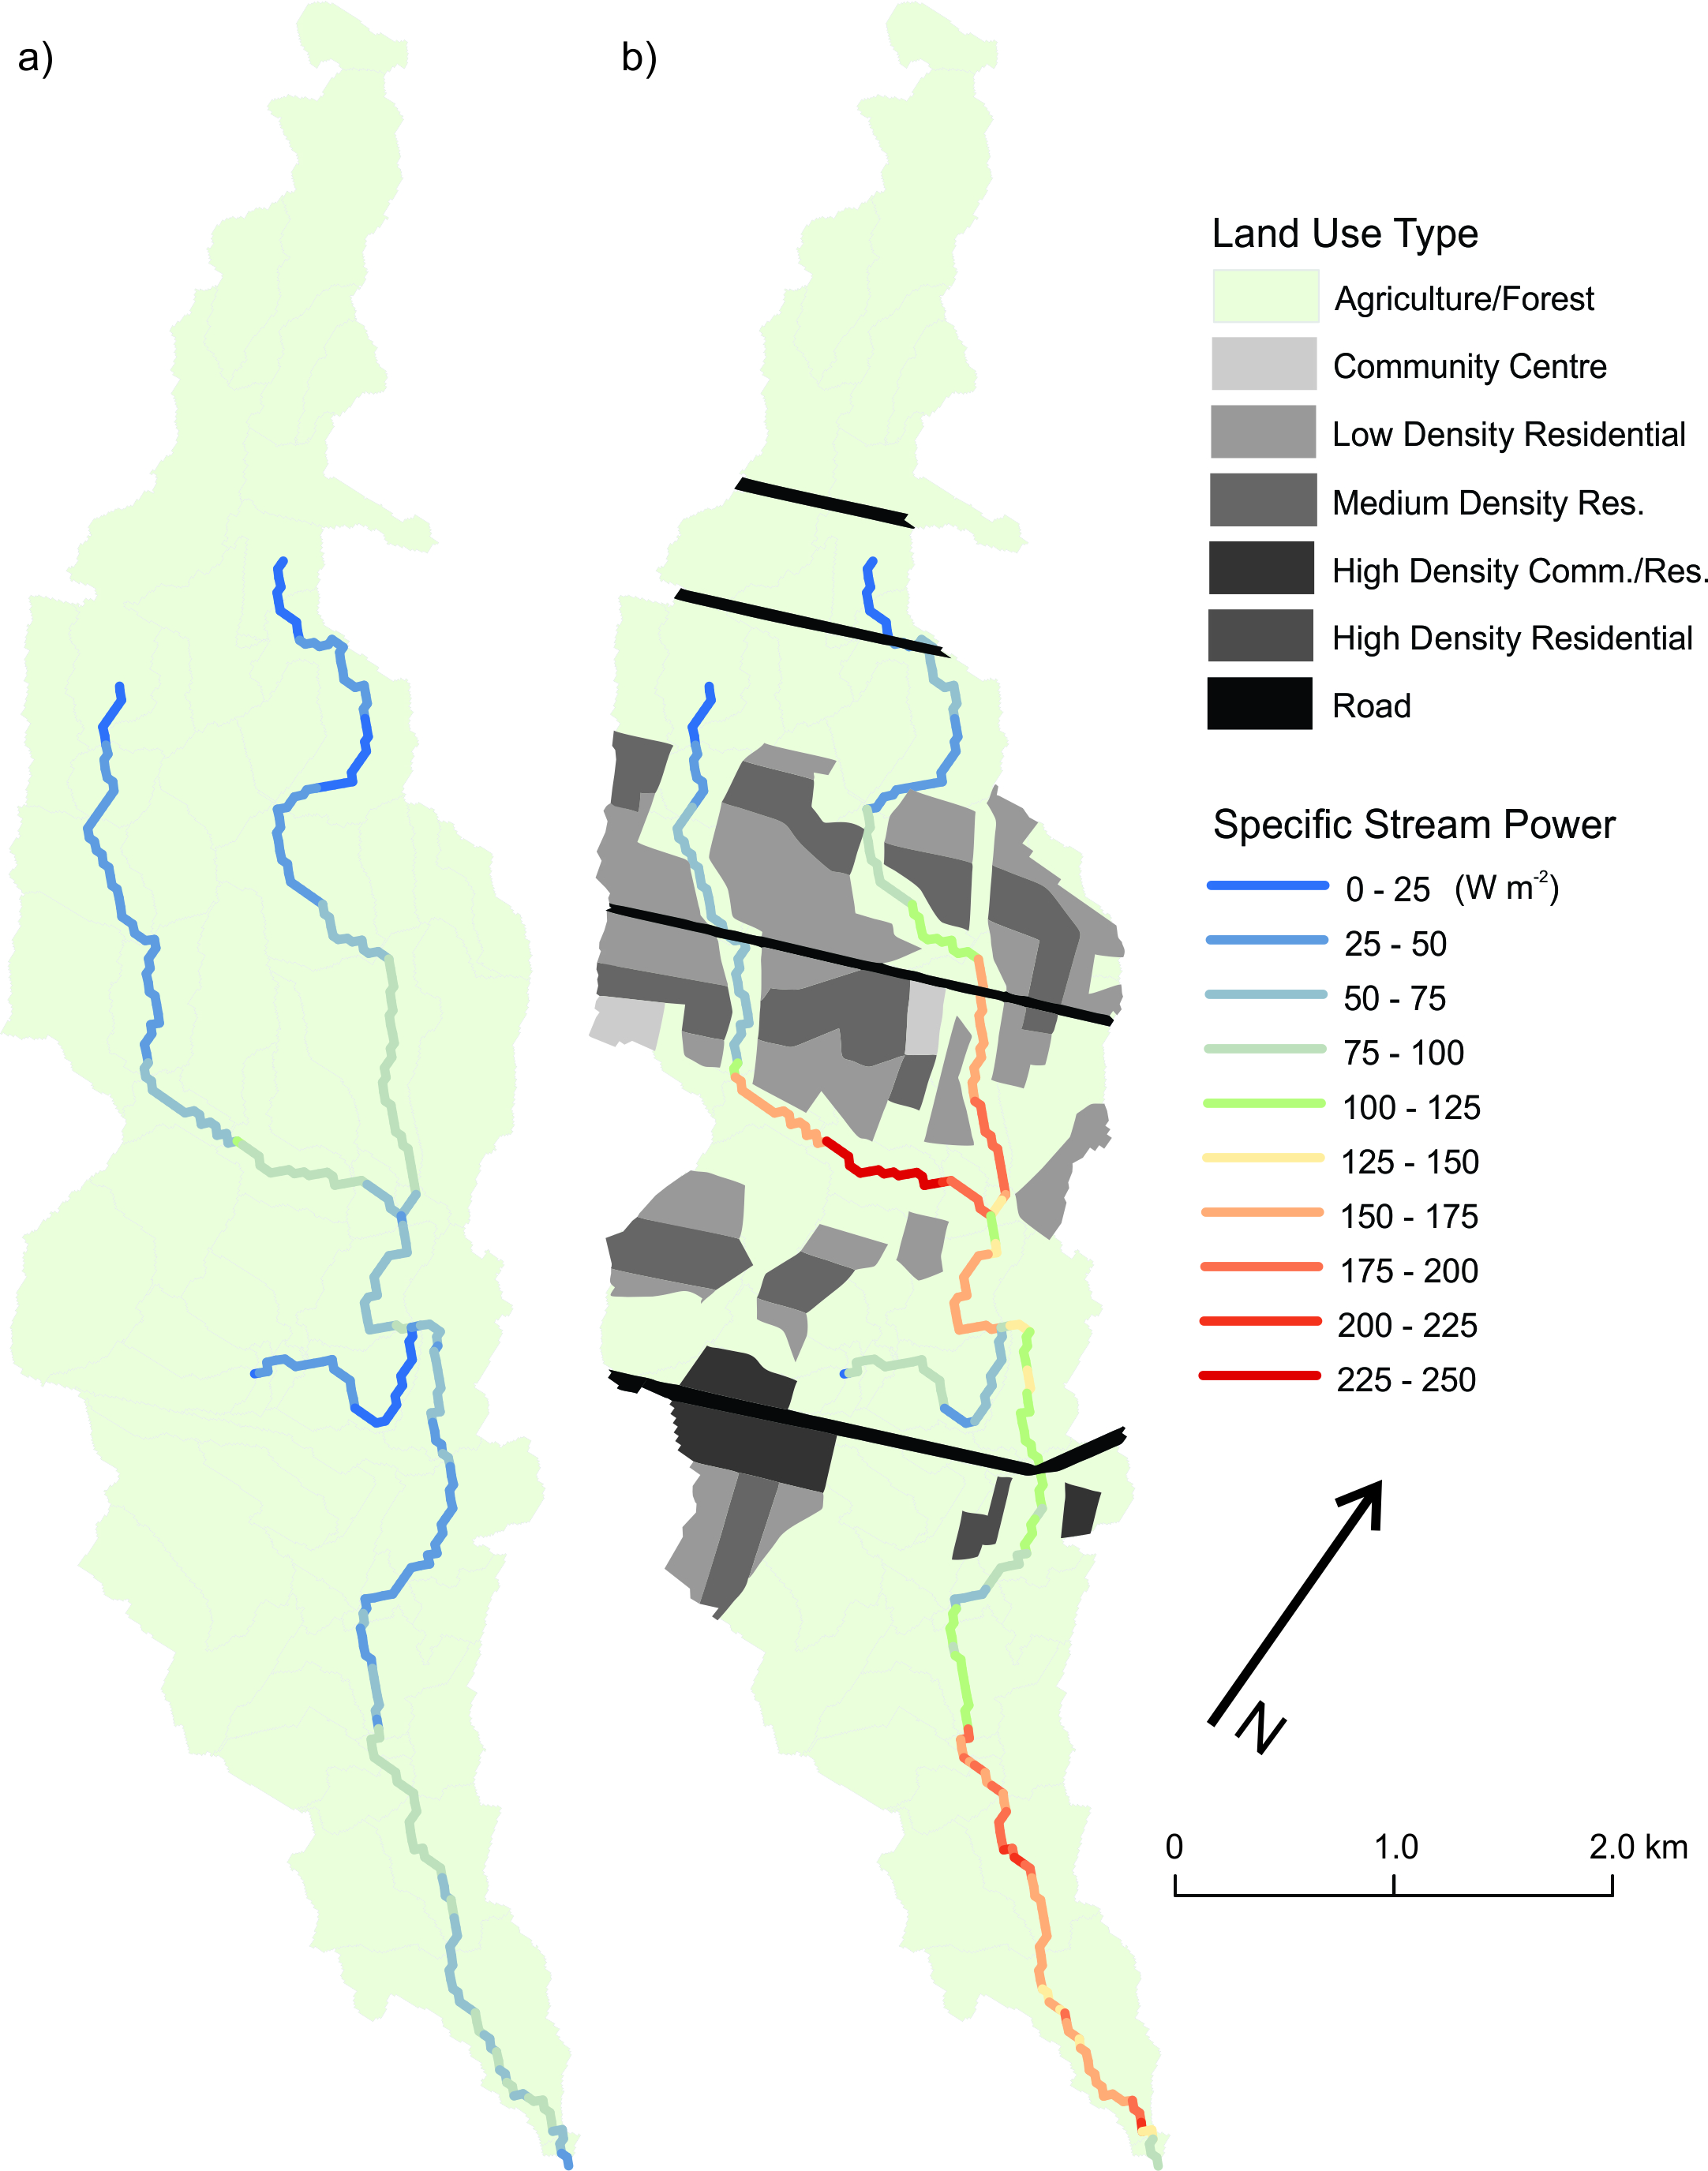 a)
b)
Land Use Type
Agriculture/Forest
Community Centre
Low Density Residential
Medium Density Res.
High Density Comm./Res.
High Density Residential
Road
Specific Stream Power
0 - 25 (W m-2)
25 - 50
50 - 75
75 - 100
100 - 125
125 - 150
150 - 175
175 - 200
200 - 225
225 - 250
N
0 1.0 2.0 km